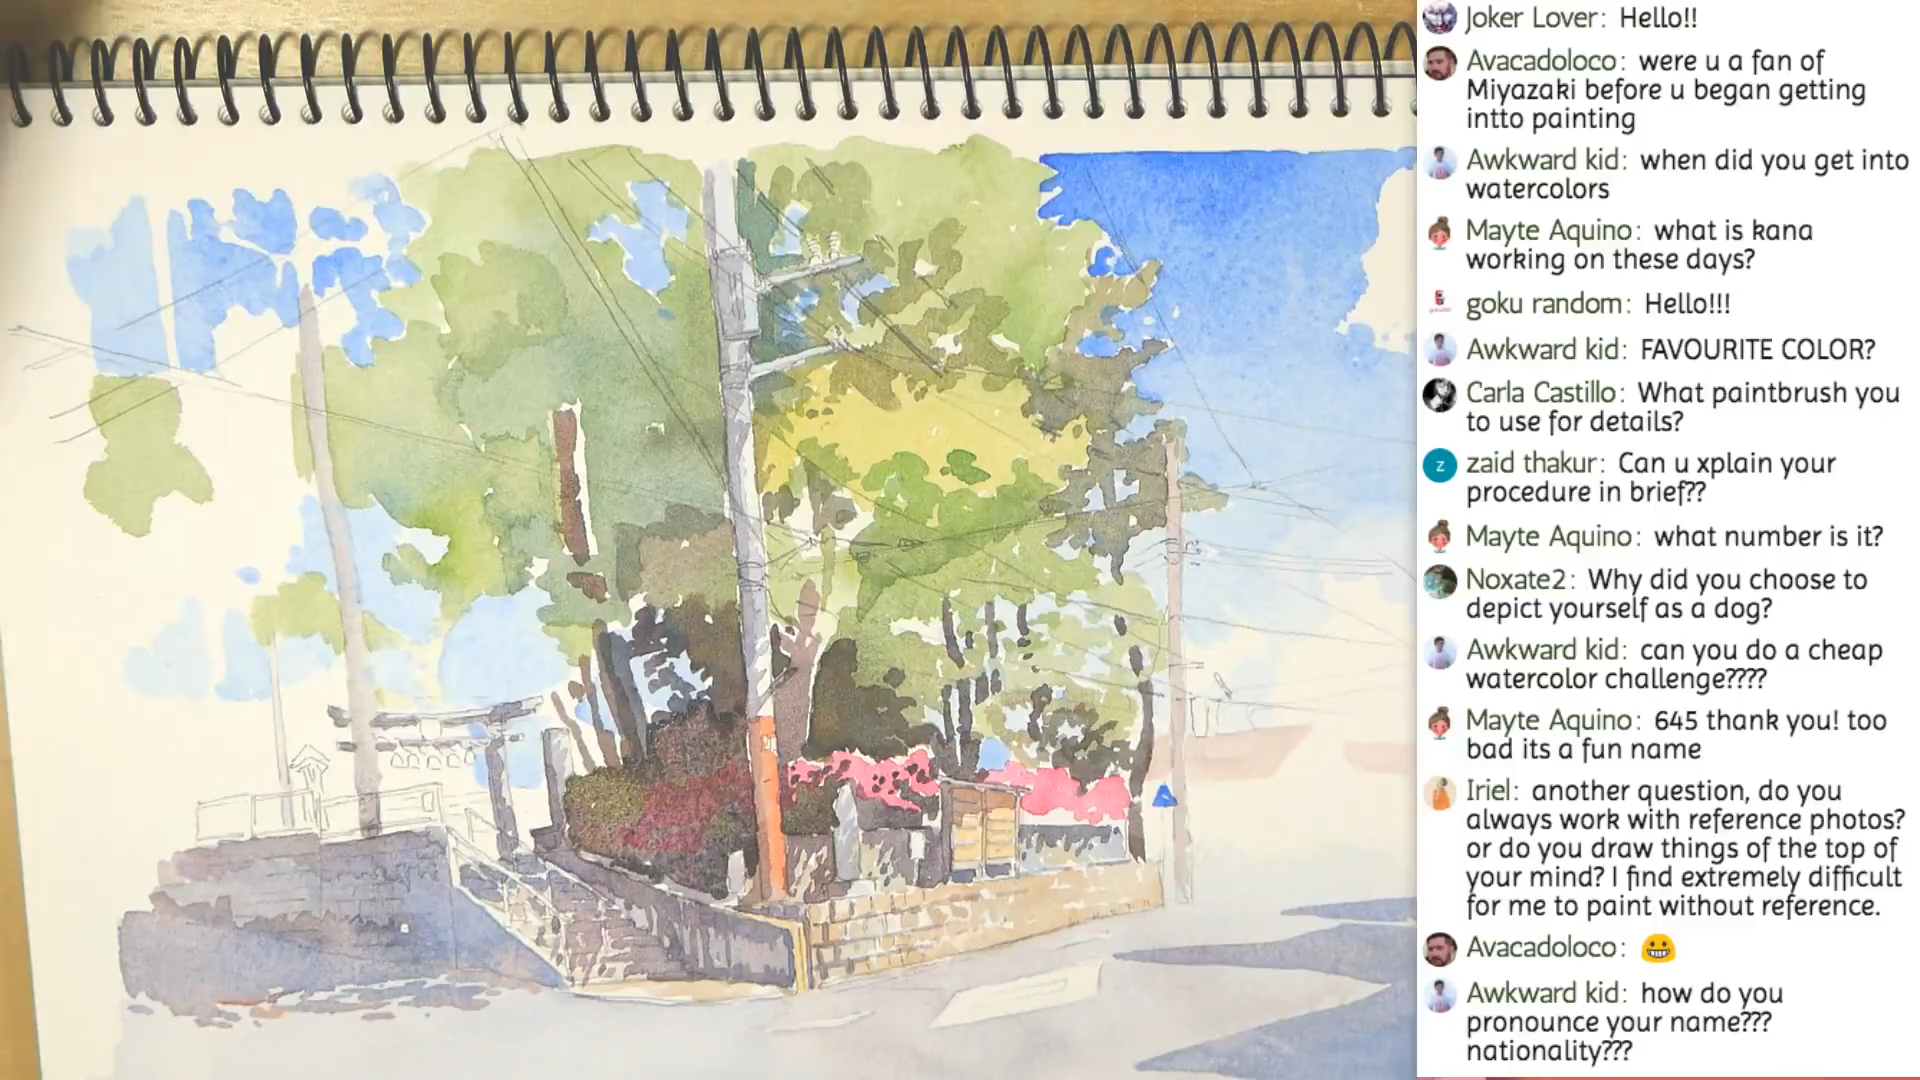 Joker Lover: Hello!!
Avacadoloco: were u a fan of
Miyazaki before u began getting
intto painting
Awkward kid: when did you get into
watercolors
Mayte Aquino: what is kana
working on these days?
goku random: Hello!!!
Awkward kid: FAVOURITE COLOR?
Carla Castillo: What paintbrush you
to use for details?
z
zaid thakur: Can u xplain your
procedure in brief??
Mayte Aquino: what number is it?
Noxate2: Why did you choose to
depict yourself as a dog?
Awkward kid: can you do a cheap
watercolor challenge????
Mayte Aquino: 645 thank you! too
bad its a fun name
Iriel: another question, do you
always work with reference photos?
or do you draw things of the top of
your mind? I find extremely difficult
for me to paint without reference.
Avacadoloco: 😬
Awkward kid: how do you
pronounce your name???
nationality???